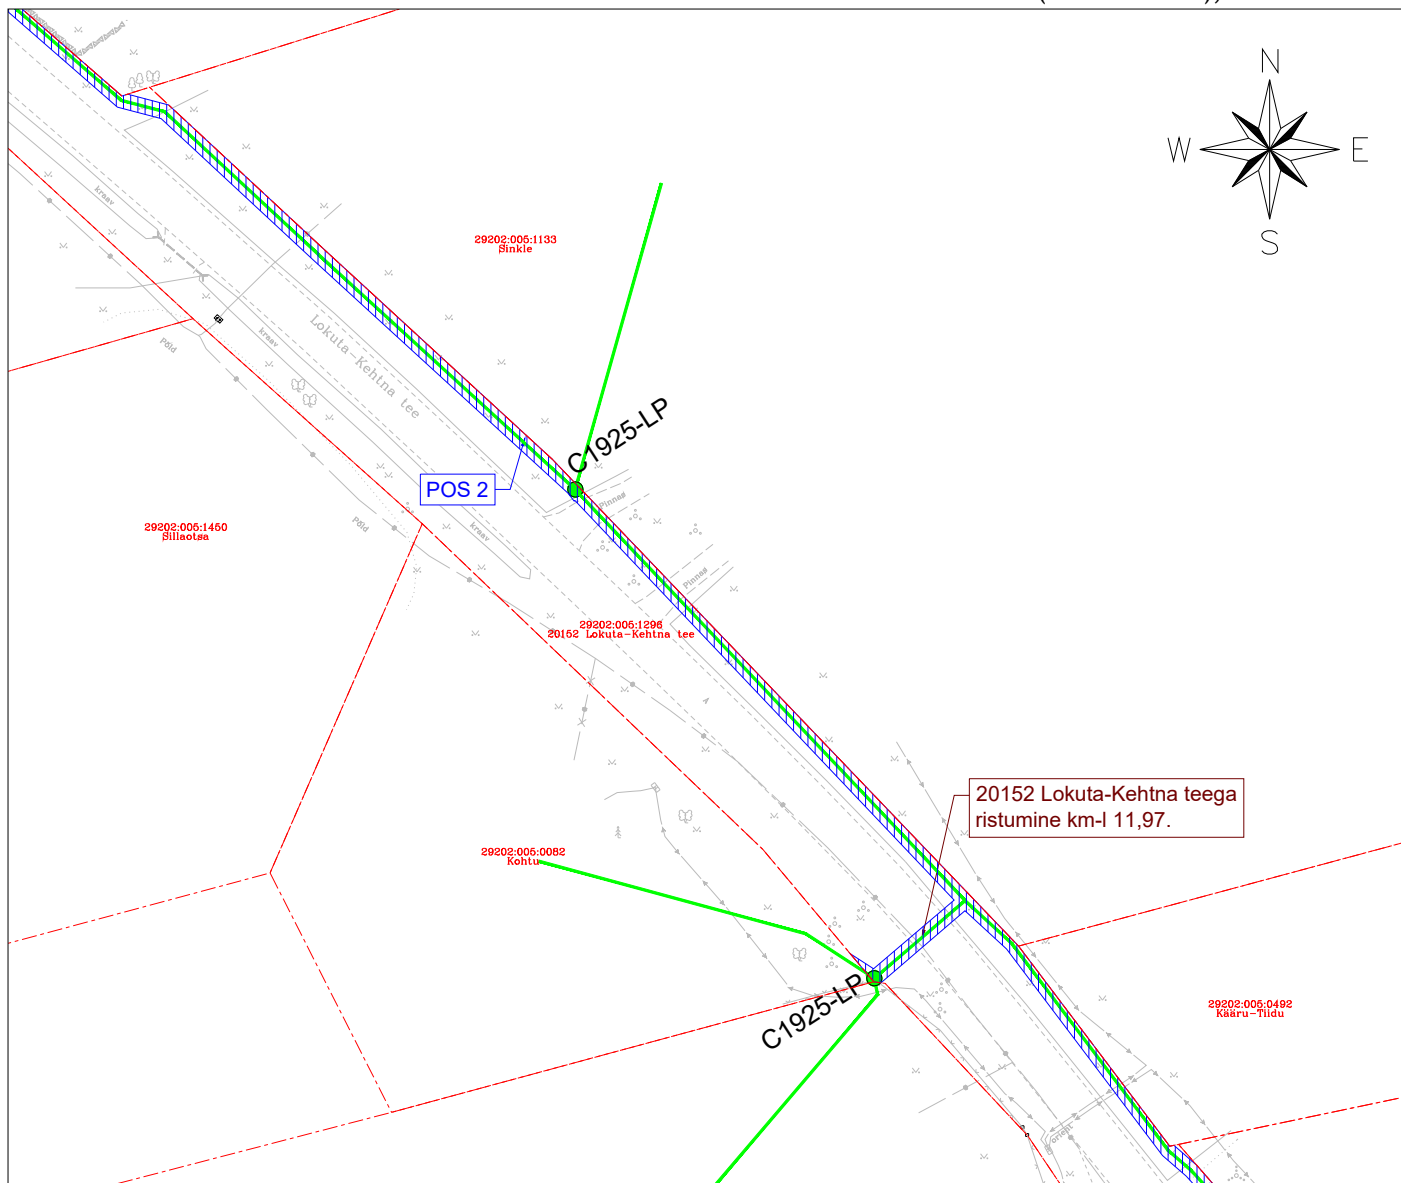 N
W
E
S
kraav
29202:005:1133
Sinkle
Lokuta-Kehtna tee
kraav
Põld
C1925-LP
POS 2
Pinnas
29202:005:1450
Sillaotsa
Põld
kraav
Pinnas
29202:005:1296
20152 Lokuta-Kehtna tee
20152 Lokuta-Kehtna teega
ristumine km-l 11,97.
29202:005:0082
Kohtu
C1925-LP
29202:005:0492
Kääru-Tiidu